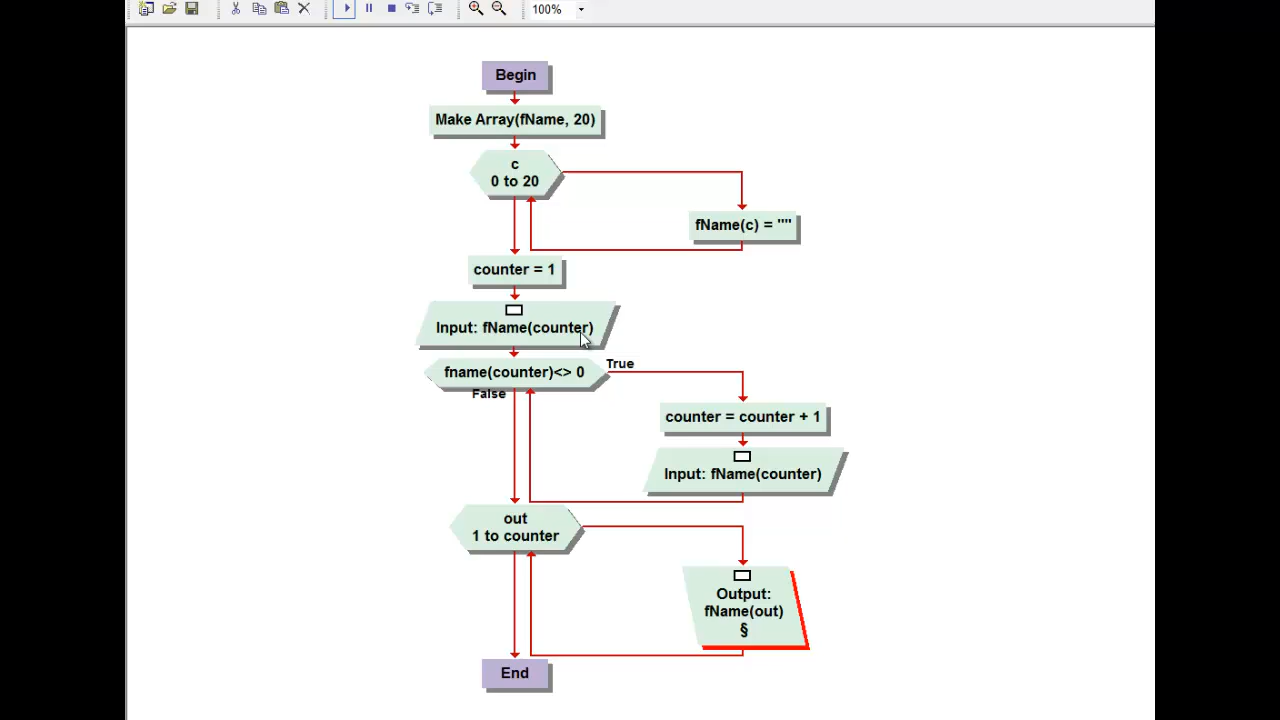 100%
Begin
Make Array(fName, 20)
c
0 to 20
fName(c) = ""
counter = 1
Input: fName(counter)
fname(counter)<> 0
True
False
counter = counter + 1
Input: fName(counter)
out
1 to counter
Output:
fName(out)
§
End